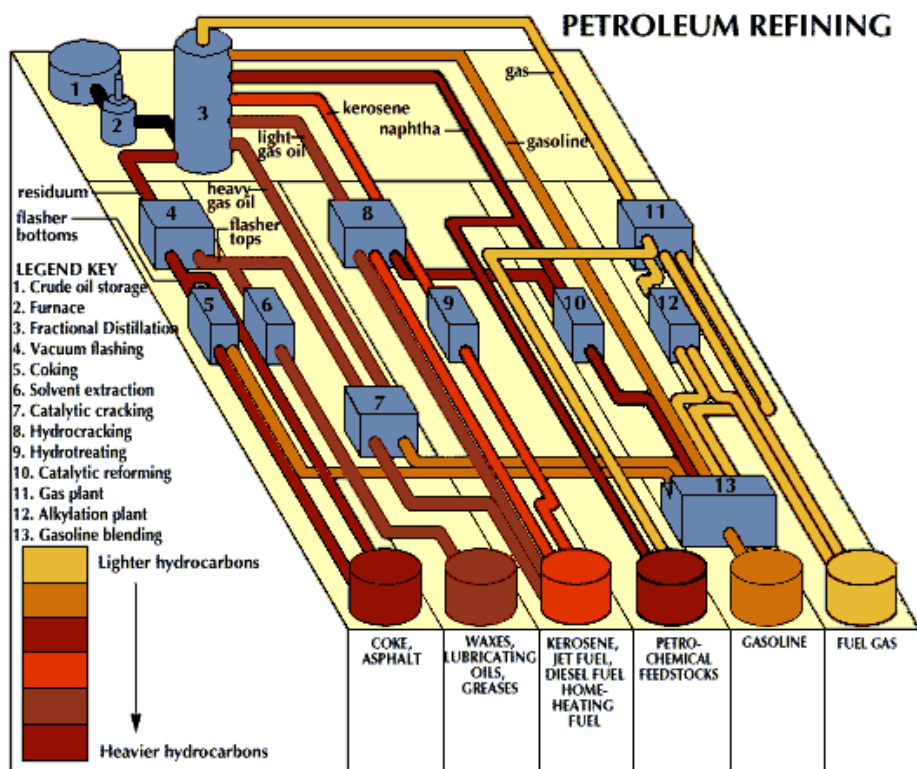 PETROLEUM REFINING
gas
kerosene
naphtha
light
gas oil
gasoline
heavy
gas oil
residuum
flasher
bottoms
flasher
tops
1
2
3
4
5
6
7
8
9
10
11
12
13
LEGEND KEY
1. Crude oil storage
2. Furnace
3. Fractional Distillation
4. Vacuum flashing
5. Coking
6. Solvent extraction
7. Catalytic cracking
8. Hydrocracking
9. Hydrotreating
10. Catalytic reforming
11. Gas plant
12. Alkylation plant
13. Gasoline blending
Lighter hydrocarbons
Heavier hydrocarbons
COKE,
ASPHALT
WAXES,
LUBRICATING
OILS,
GREASES
KEROSENE,
JET FUEL,
DIESEL FUEL
HOME-
HEATING
FUEL
PETRO-
CHEMICAL
FEEDSTOCKS
GASOLINE
FUEL GAS